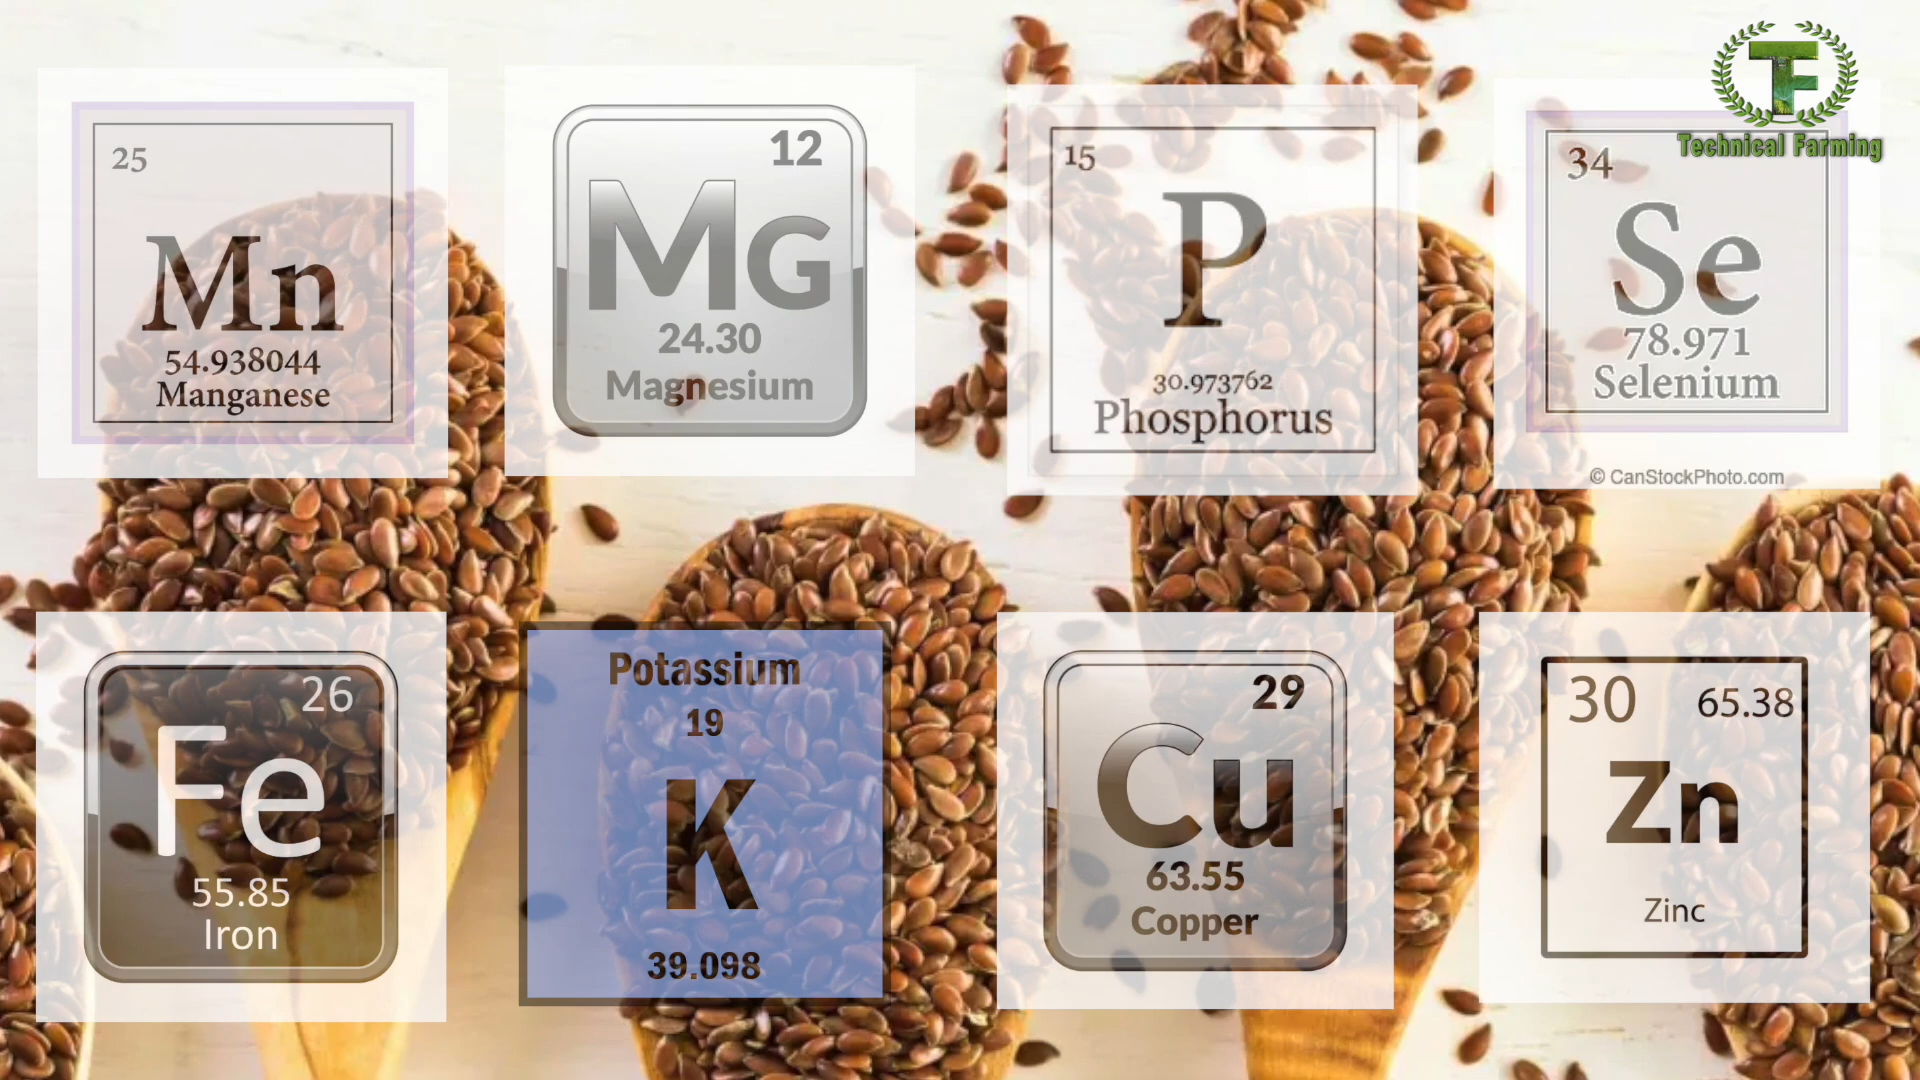 25
Mn
54.938044
Manganese
12
MG
24.30
Magnesium
15
P
30.973762
Phosphorus
34
Se
78.971
Selenium
© CanStockPhoto.com
TF
Technical Farming
26
Fe
55.85
Iron
Potassium
19
K
39.098
29
Cu
63.55
Copper
30 65.38
Zn
Zinc